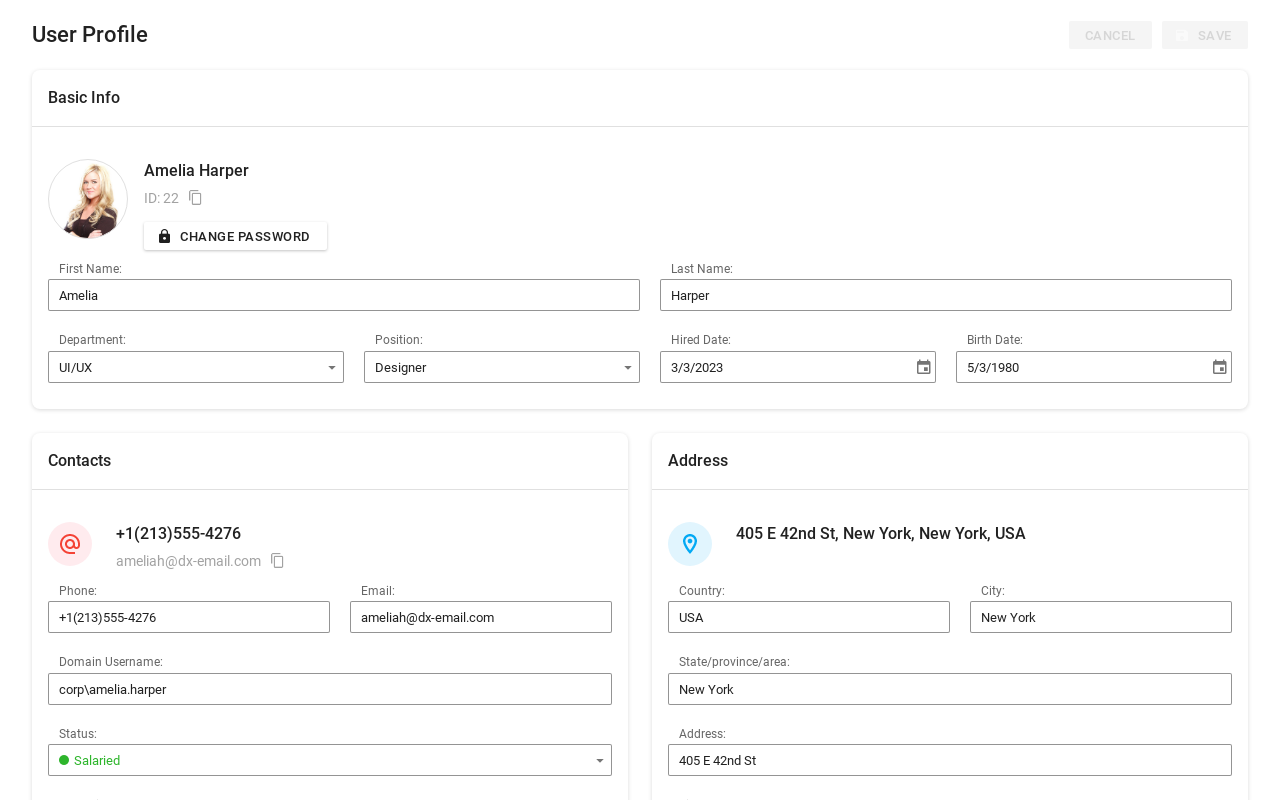 User Profile
CANCEL
SAVE
Basic Info
Amelia Harper
ID: 22
CHANGE PASSWORD
First Name:
Last Name:
Amelia
Harper
Department:
Position:
Hired Date:
Birth Date:
UI/UX
Designer
3/3/2023
5/3/1980
Contacts
+1(213)555-4276
ameliah@dx-email.com
Phone:
Email:
+1(213)555-4276
ameliah@dx-email.com
Domain Username:
corp\amelia.harper
Status:
Salaried
Address
405 E 42nd St, New York, New York, USA
Country:
City:
USA
New York
State/province/area:
New York
Address:
405 E 42nd St